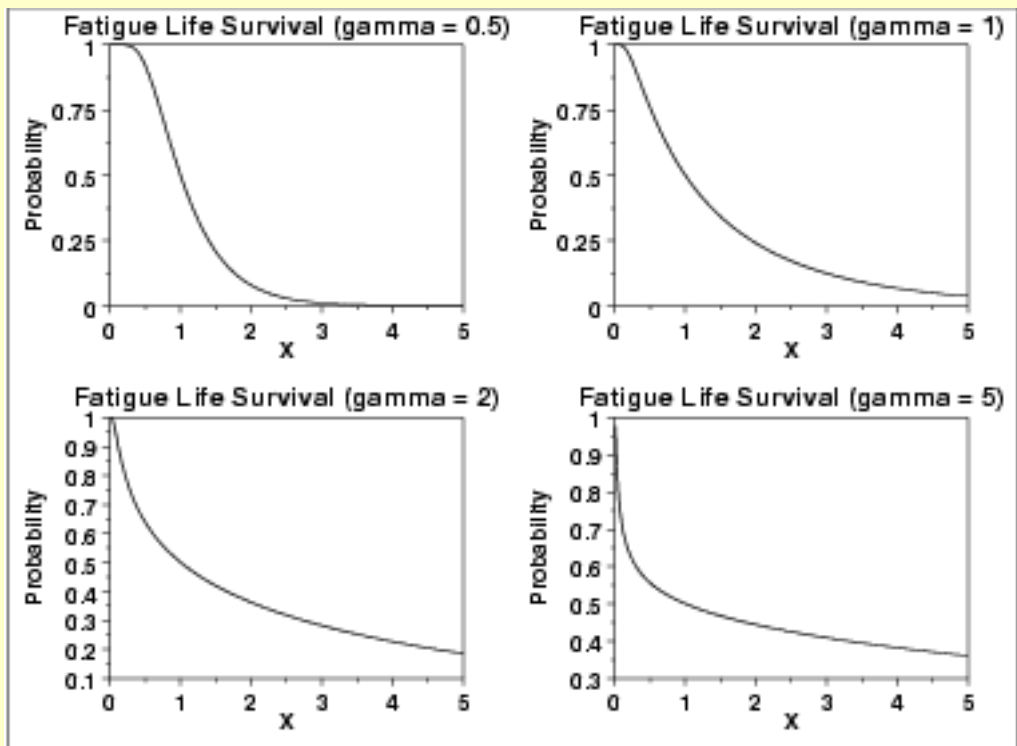 Fatigue Life Survival (gamma = 0.5)
1
0.75
0.5
0.25
0
Probability
0 1 2 3 4 5
X
Fatigue Life Survival (gamma = 1)
1
0.75
0.5
0.25
0
Probability
0 1 2 3 4 5
X
Fatigue Life Survival (gamma = 2)
1
0.9
0.8
0.7
0.6
0.5
0.4
0.3
0.2
0.1
Probability
0 1 2 3 4 5
X
Fatigue Life Survival (gamma = 5)
1
0.9
0.8
0.7
0.6
0.5
0.4
0.3
Probability
0 1 2 3 4 5
X